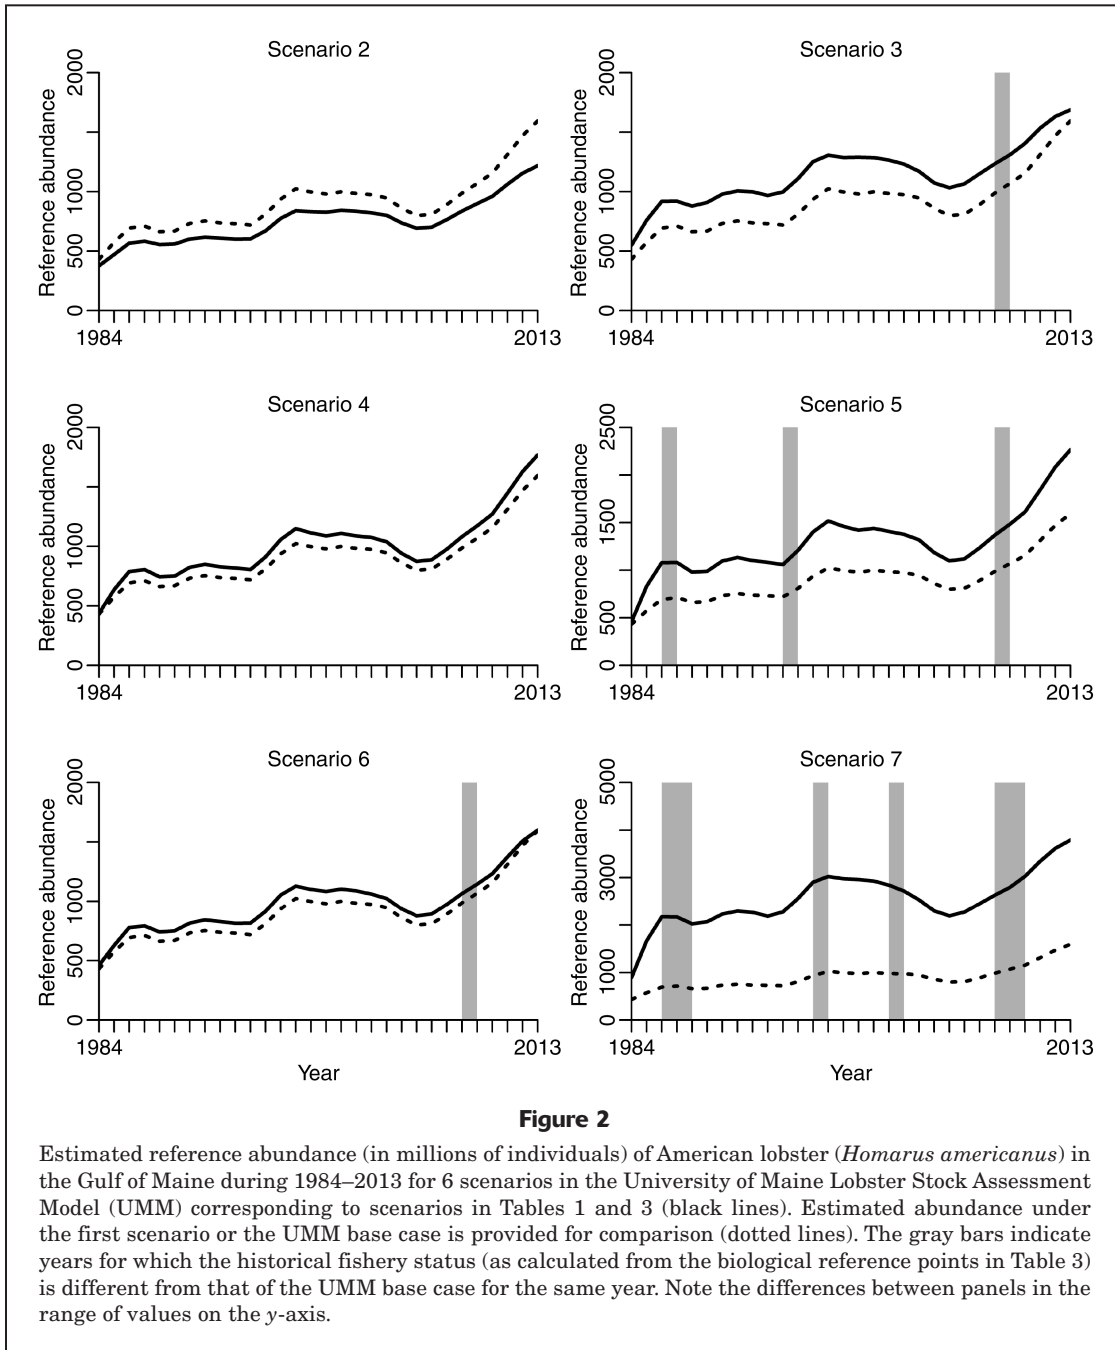 Scenario 2
Reference abundance
0 500 1000 2000
1984 2013
Scenario 3
Reference abundance
0 500 1000 2000
1984 2013
Scenario 4
Reference abundance
0 500 1000 2000
1984 2013
Scenario 5
Reference abundance
0 500 1500 2500
1984 2013
Scenario 6
Reference abundance
0 500 1000 2000
1984 2013
Year
Scenario 7
Reference abundance
0 1000 3000 5000
1984 2013
Year
Figure 2
Estimated reference abundance (in millions of individuals) of American lobster (Homarus americanus) in
the Gulf of Maine during 1984–2013 for 6 scenarios in the University of Maine Lobster Stock Assessment
Model (UMM) corresponding to scenarios in Tables 1 and 3 (black lines). Estimated abundance under
the first scenario or the UMM base case is provided for comparison (dotted lines). The gray bars indicate
years for which the historical fishery status (as calculated from the biological reference points in Table 3)
is different from that of the UMM base case for the same year. Note the differences between panels in the
range of values on the y-axis.